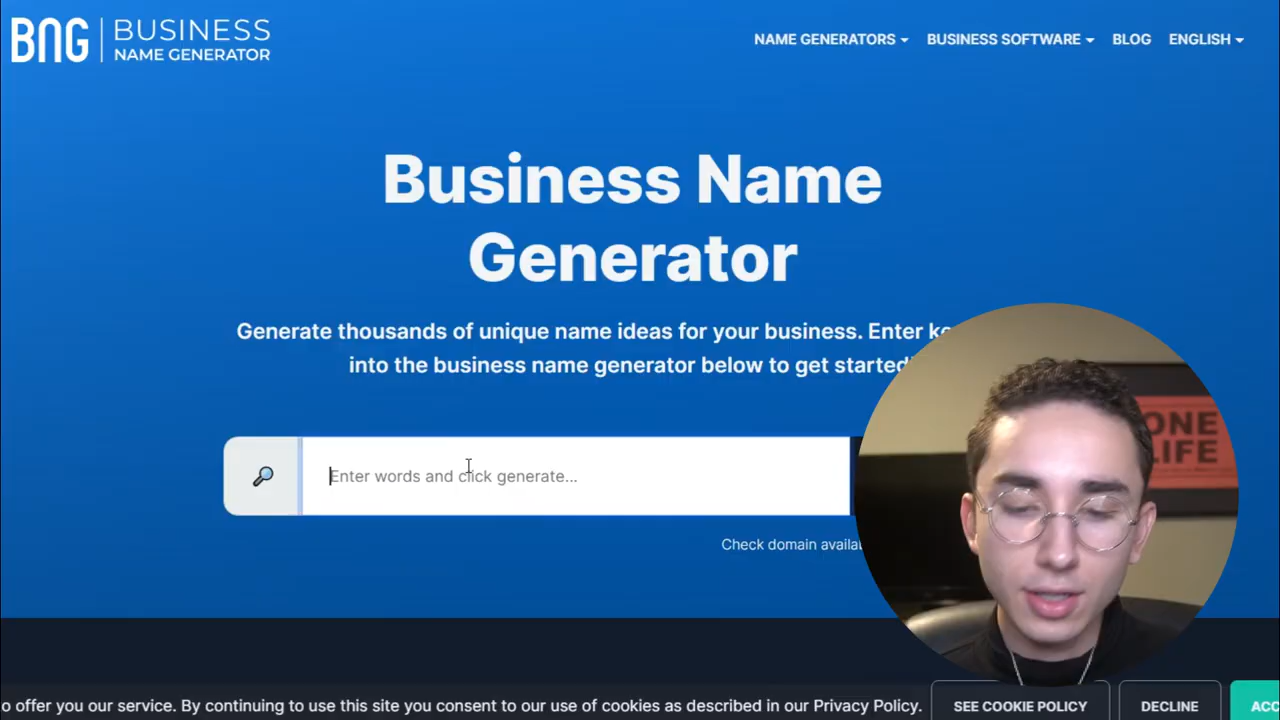 BNG | BUSINESS
NAME GENERATOR
NAME GENERATORS
BUSINESS SOFTWARE
BLOG
ENGLISH
Business Name
Generator
Generate thousands of unique name ideas for your business. Enter ke
into the business name generator below to get started!
Enter words and click generate...
Check domain availa
ONE
LIFE
o offer you our service. By continuing to use this site you consent to our use of cookies as described in our Privacy Policy.
SEE COOKIE POLICY
DECLINE
ACC